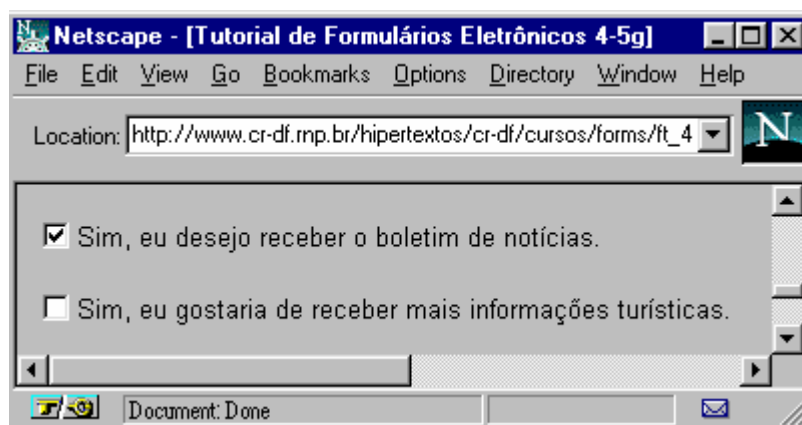 Netscape - [Tutorial de Formulários Eletrônicos 4-5g]
File Edit View Go Bookmarks Options Directory Window Help
Location: http://www.cr-df.rnp.br/hipertextos/cr-df/cursos/forms/ft_4
N
Sim, eu desejo receber o boletim de notícias.
Sim, eu gostaria de receber mais informações turísticas.
Document: Done